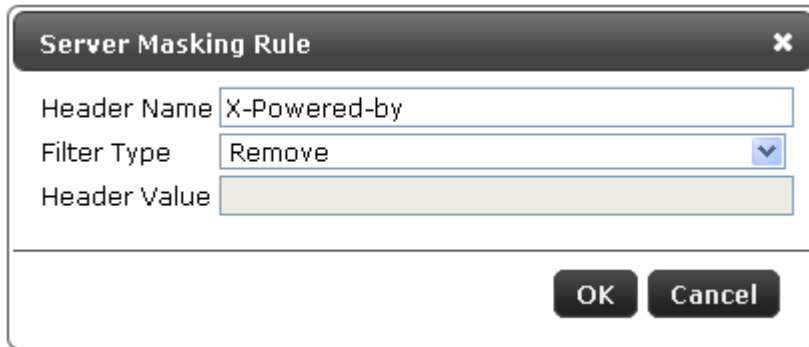 Server Masking Rule
Header Name X-Powered-by
Filter Type Remove
Header Value
OK Cancel